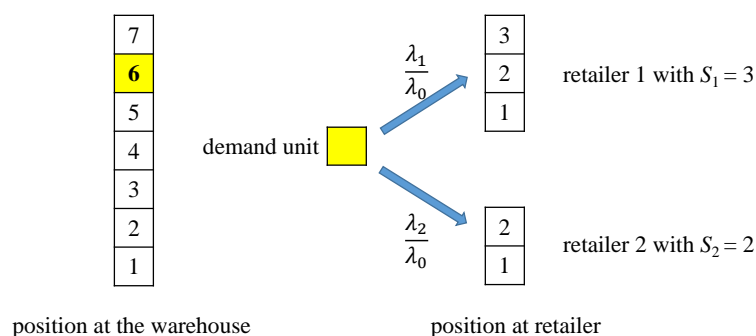 7
6
5
4
3
2
1
position at the warehouse
demand unit
λ₁
λ₀
λ₂
λ₀
3
2
1
retailer 1 with S₁ = 3
2
1
retailer 2 with S₂ = 2
position at retailer